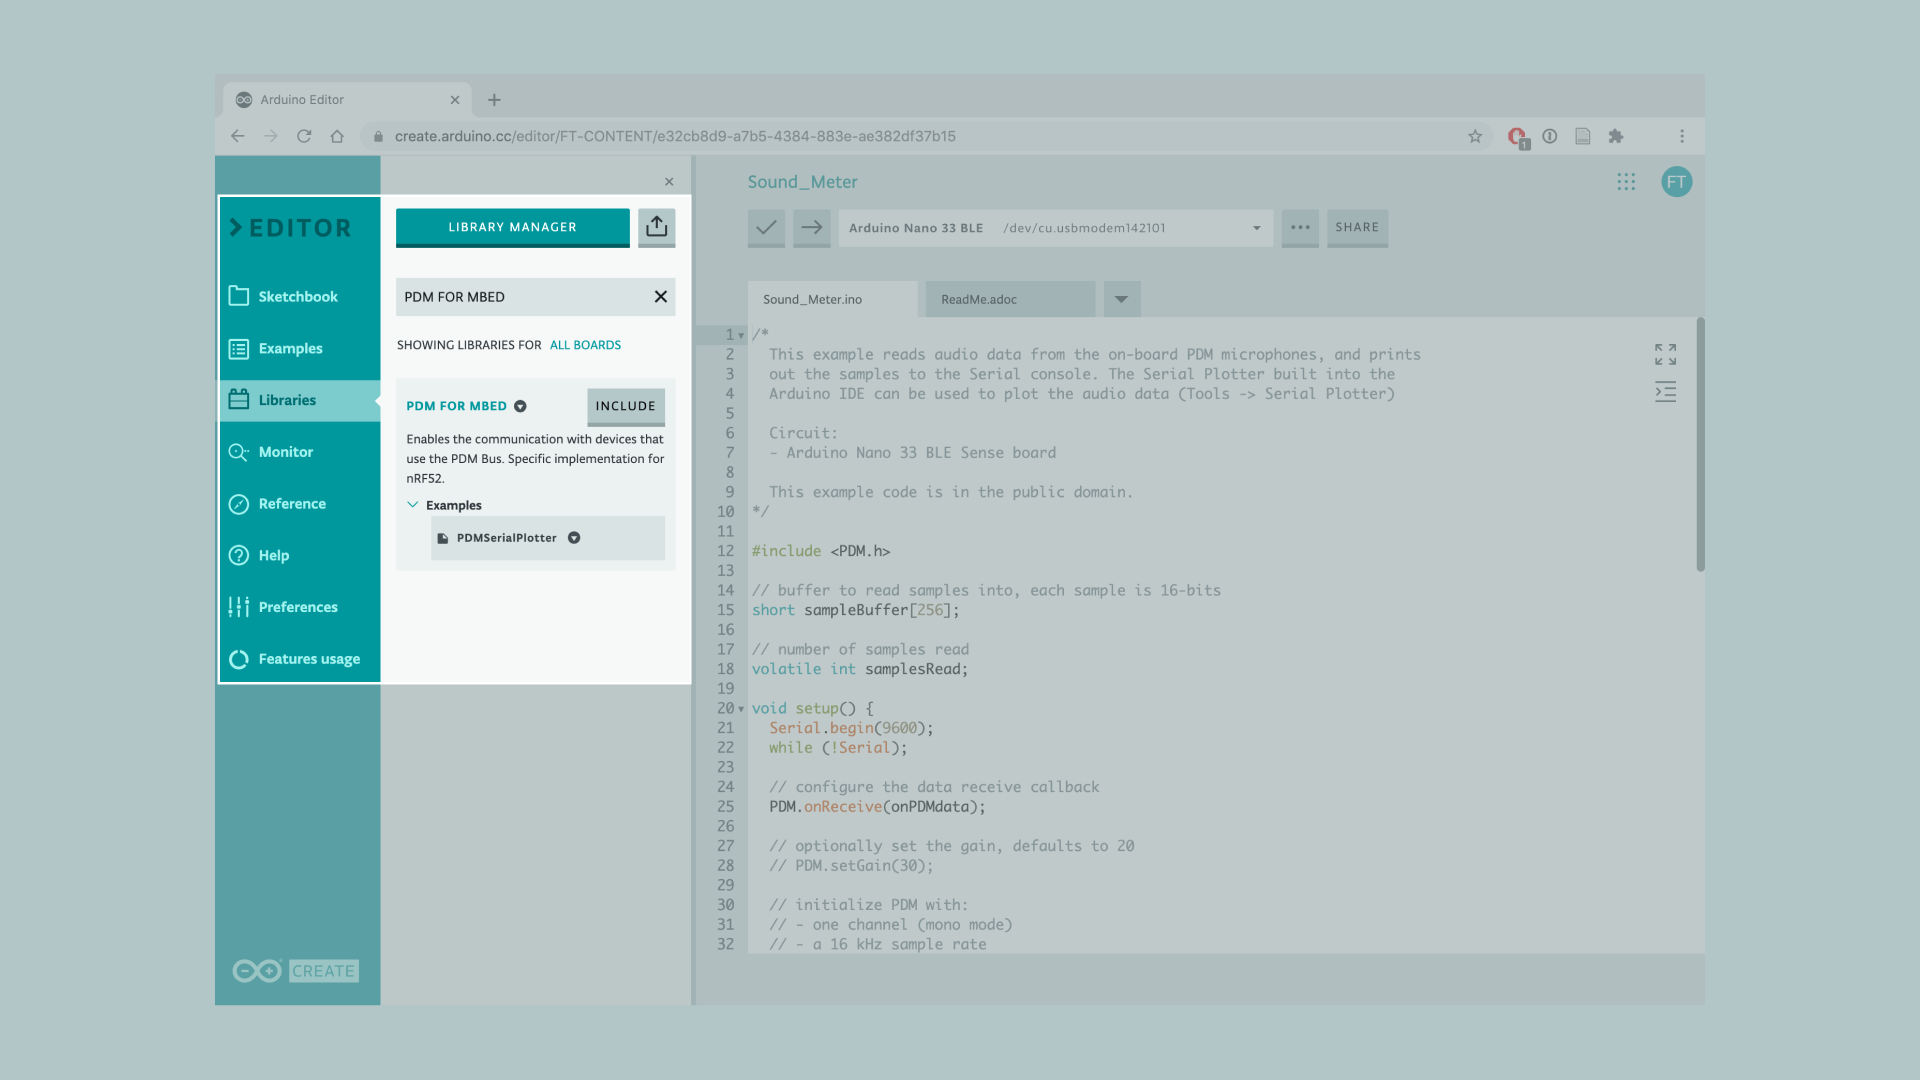 Arduino Editor
create.arduino.cc/editor/FT-CONTENT/e32cb8d9-a7b5-4384-883e-ae382df37b15
1
EDITOR
Sketchbook
Examples
Libraries
Monitor
Reference
Help
Preferences
Features usage
CREATE
LIBRARY MANAGER
PDM FOR MBED
SHOWING LIBRARIES FOR ALL BOARDS
PDM FOR MBED
INCLUDE
Enables the communication with devices that
use the PDM Bus. Specific implementation for
nRF52.
Examples
PDMSerialPlotter
Sound_Meter
FT
Arduino Nano 33 BLE /dev/cu.usbmodem142101
SHARE
Sound_Meter.ino
ReadMe.adoc
1 /*
2 This example reads audio data from the on-board PDM microphones, and prints
3 out the samples to the Serial console. The Serial Plotter built into the
4 Arduino IDE can be used to plot the audio data (Tools -> Serial Plotter)
5
6 Circuit:
7 - Arduino Nano 33 BLE Sense board
8
9 This example code is in the public domain.
10 */
11
12 #include <PDM.h>
13
14 // buffer to read samples into, each sample is 16-bits
15 short sampleBuffer[256];
16
17 // number of samples read
18 volatile int samplesRead;
19
20 void setup() {
21 Serial.begin(9600);
22 while (!Serial);
23
24 // configure the data receive callback
25 PDM.onReceive(onPDMdata);
26
27 // optionally set the gain, defaults to 20
28 // PDM.setGain(30);
29
30 // initialize PDM with:
31 // - one channel (mono mode)
32 // - a 16 kHz sample rate